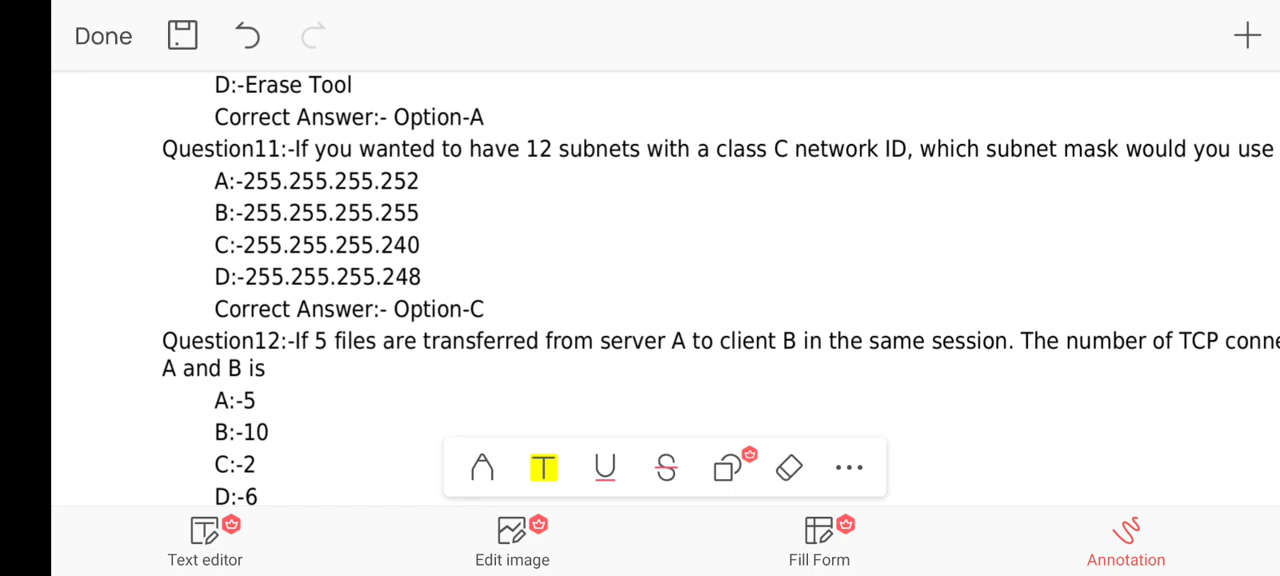 Done
D:-Erase Tool
Correct Answer:- Option-A
Question11:-If you wanted to have 12 subnets with a class C network ID, which subnet mask would you use
A:-255.255.255.252
B:-255.255.255.255
C:-255.255.255.240
D:-255.255.255.248
Correct Answer:- Option-C
Question12:-If 5 files are transferred from server A to client B in the same session. The number of TCP conne
A and B is
A:-5
B:-10
C:-2
D:-6
Text editor
Edit image
Fill Form
Annotation